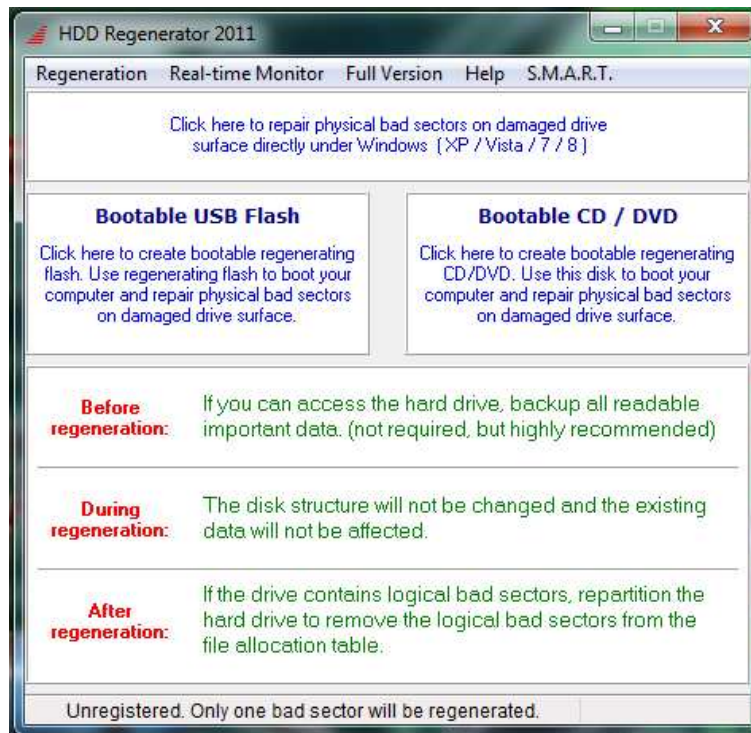 HDD Regenerator 2011
Regeneration Real-time Monitor Full Version Help S.M.A.R.T.
Click here to repair physical bad sectors on damaged drive
surface directly under Windows (XP / Vista / 7 / 8)
Bootable USB Flash
Click here to create bootable regenerating
flash. Use regenerating flash to boot your
computer and repair physical bad sectors
on damaged drive surface.
Bootable CD / DVD
Click here to create bootable regenerating
CD/DVD. Use this disk to boot your
computer and repair physical bad sectors
on damaged drive surface.
Before
regeneration:
If you can access the hard drive, backup all readable
important data. (not required, but highly recommended)
During
regeneration:
The disk structure will not be changed and the existing
data will not be affected.
After
regeneration:
If the drive contains logical bad sectors, repartition the
hard drive to remove the logical bad sectors from the
file allocation table.
Unregistered. Only one bad sector will be regenerated.